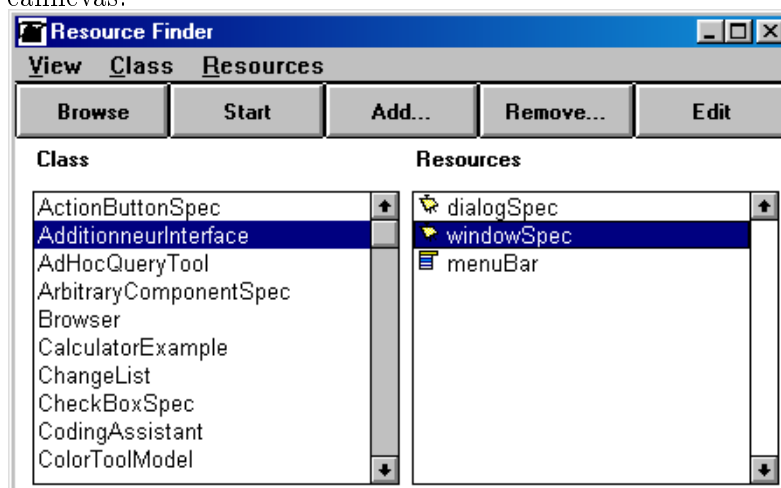 cannevas.
Resource Finder
View Class Resources
Browse Start Add... Remove... Edit
Class Resources
ActionButtonSpec
AdditionneurInterface
AdHocQueryTool
ArbitraryComponentSpec
Browser
CalculatorExample
ChangeList
CheckBoxSpec
CodingAssistant
ColorToolModel
dialogSpec
windowSpec
menuBar